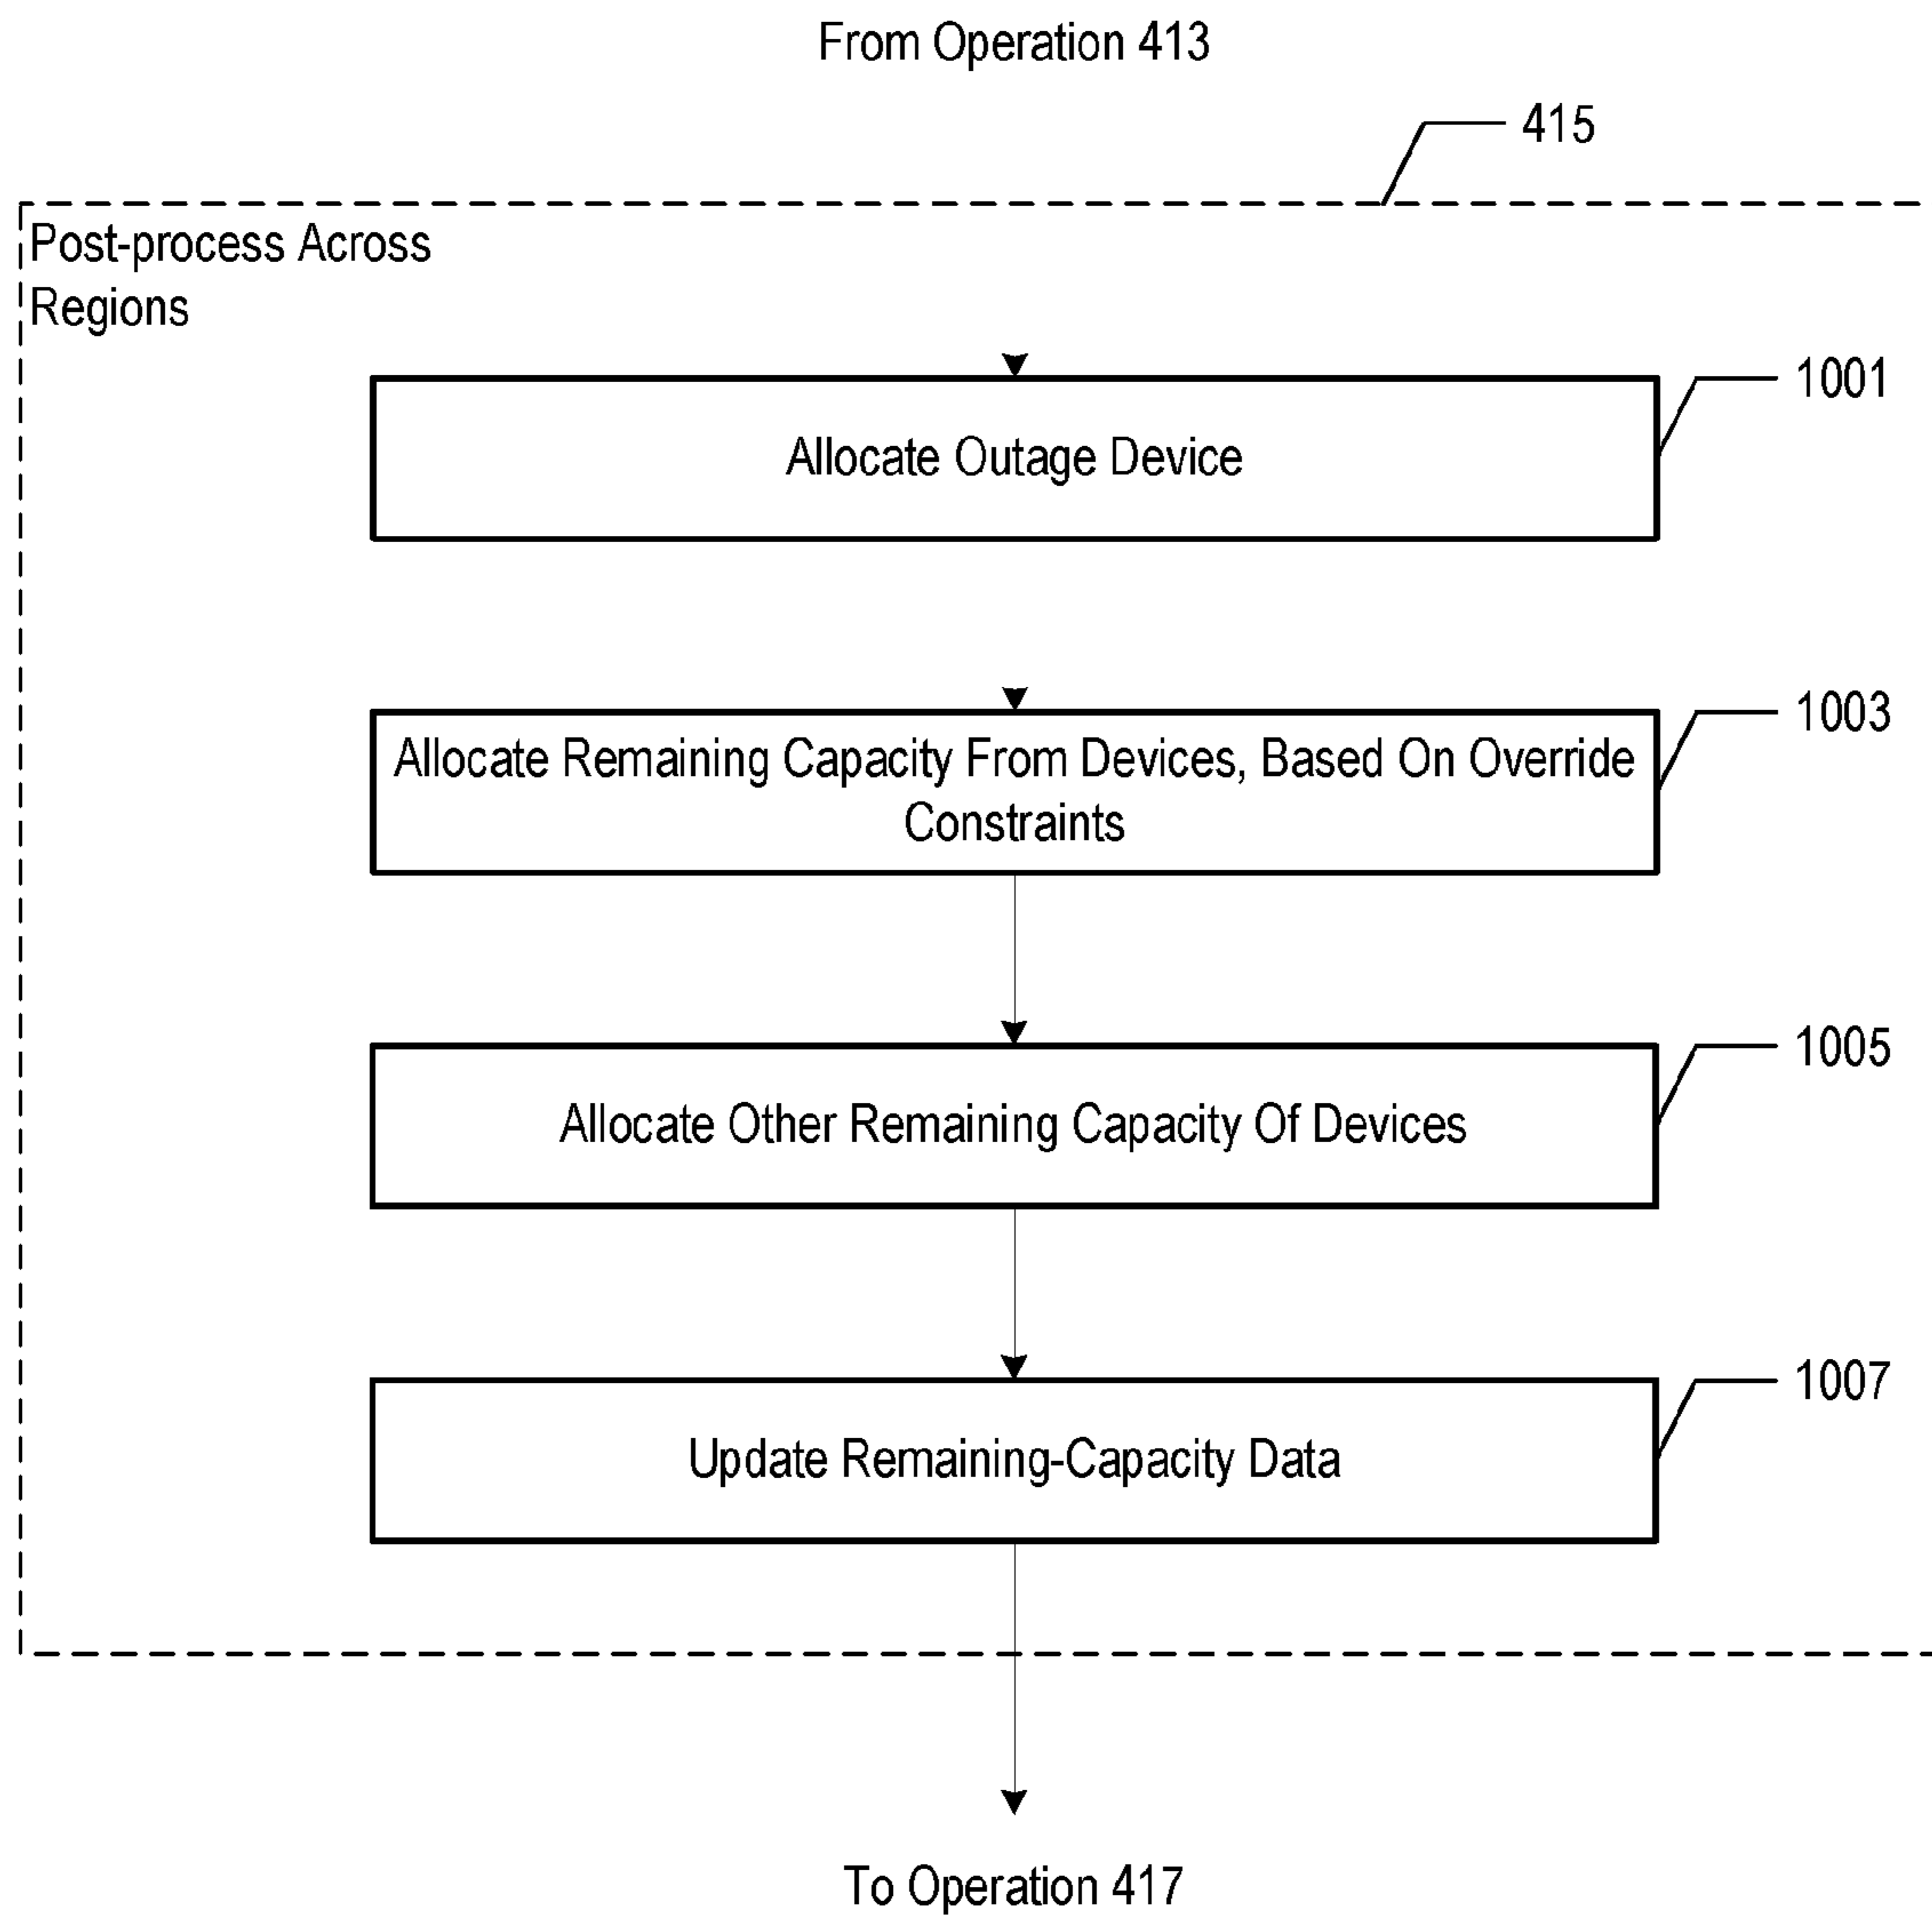 From Operation 413
415
Post-process Across
Regions
1001
Allocate Outage Device
1003
Allocate Remaining Capacity From Devices, Based On Override
Constraints
1005
Allocate Other Remaining Capacity Of Devices
1007
Update Remaining-Capacity Data
To Operation 417